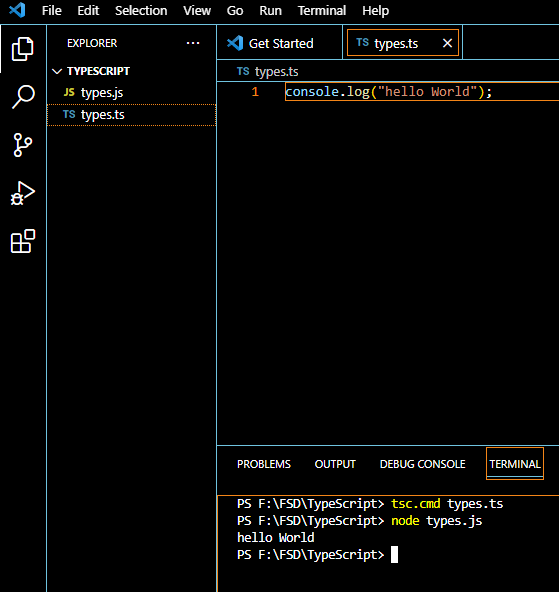 File Edit Selection View Go Run Terminal Help
EXPLORER ...
Get Started
TS types.ts
TYPESCRIPT
TS types.ts
JS types.js
TS types.ts
1 console.log("hello World");
PROBLEMS OUTPUT DEBUG CONSOLE TERMINAL
PS F:\FSD\TypeScript> tsc.cmd types.ts
PS F:\FSD\TypeScript> node types.js
hello World
PS F:\FSD\TypeScript>